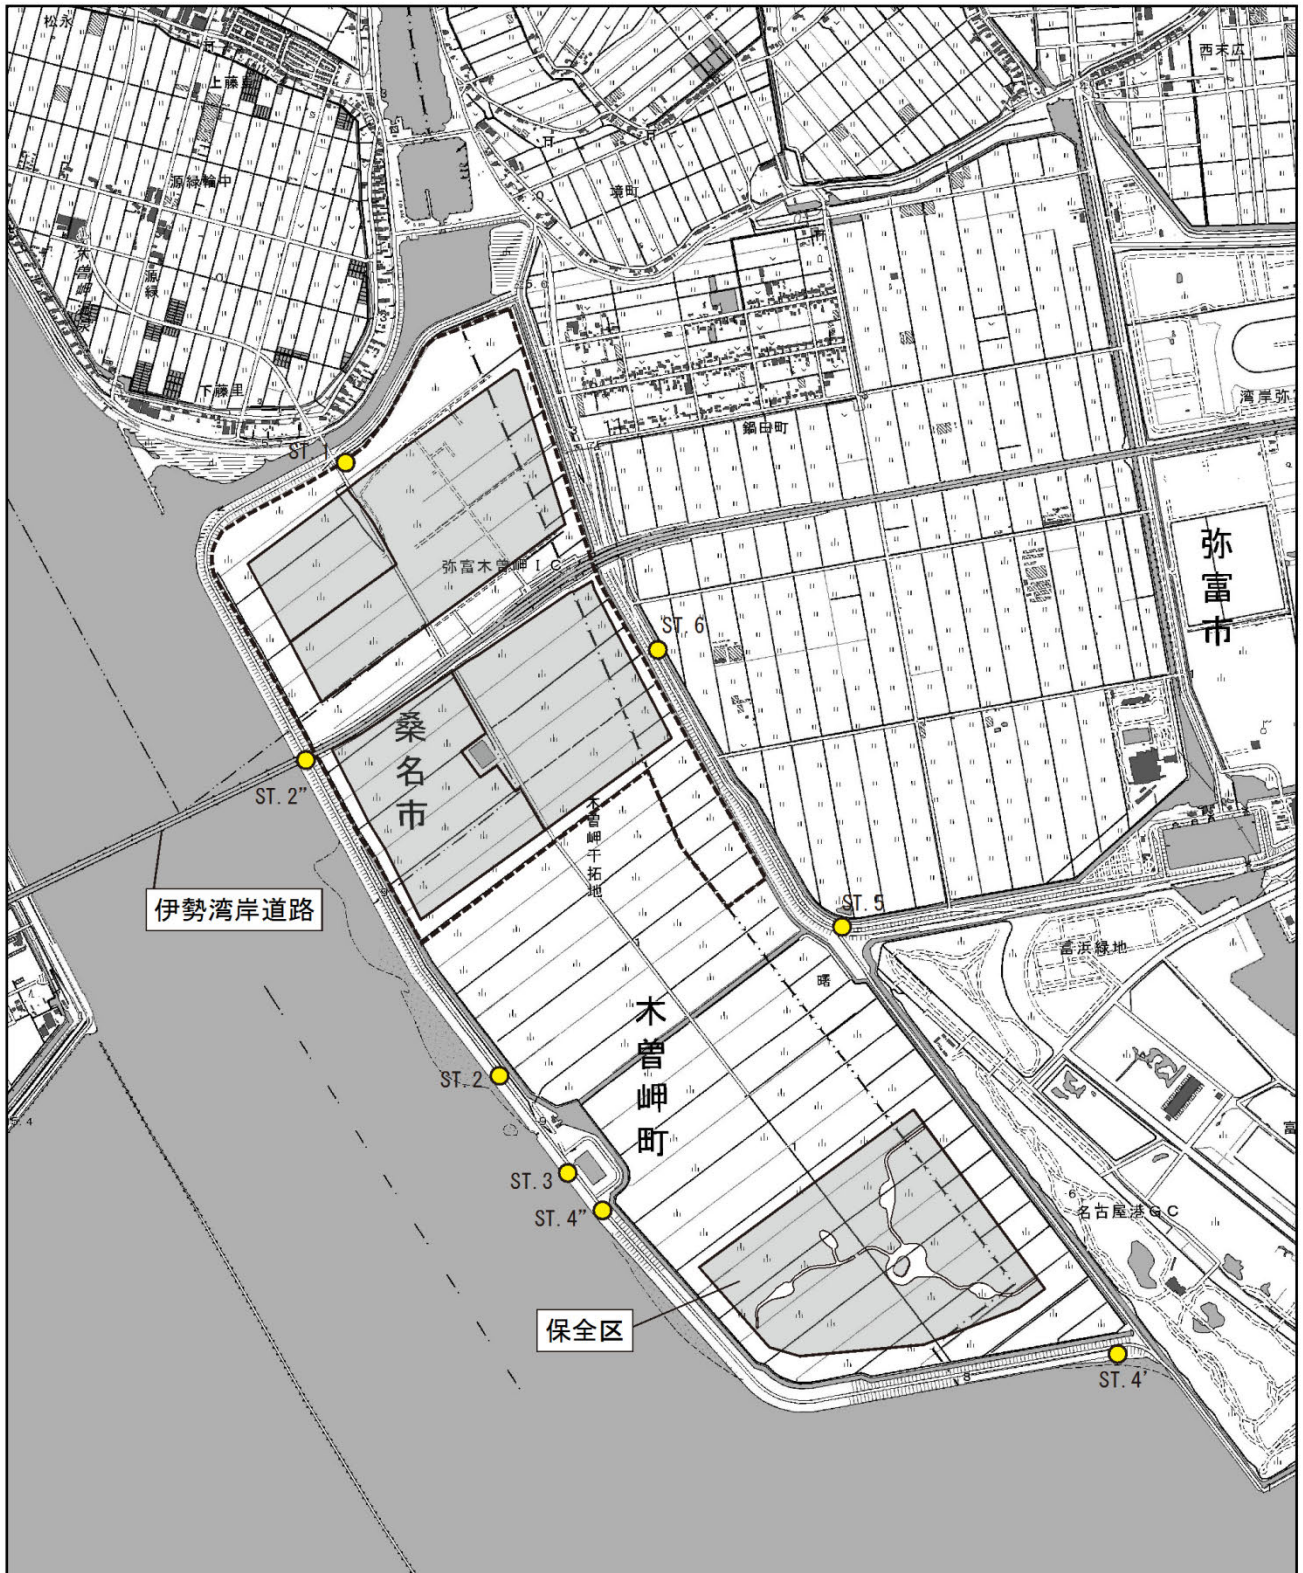 松永
西末広
上藤里
源緑輪中
境町
源緑
木曽岬
下藤里
湾岸弥
鍋田町
ST. 1
弥富木曽岬ＩＣ
弥富市
ST. 6
桑名市
ST. 2"
木曽岬干拓地
伊勢湾岸道路
ST. 5
富浜緑地
曙
木曽岬町
5.4
ST. 2
富
ST. 3
ST. 4"
名古屋港ＧＣ
保全区
ST. 4'